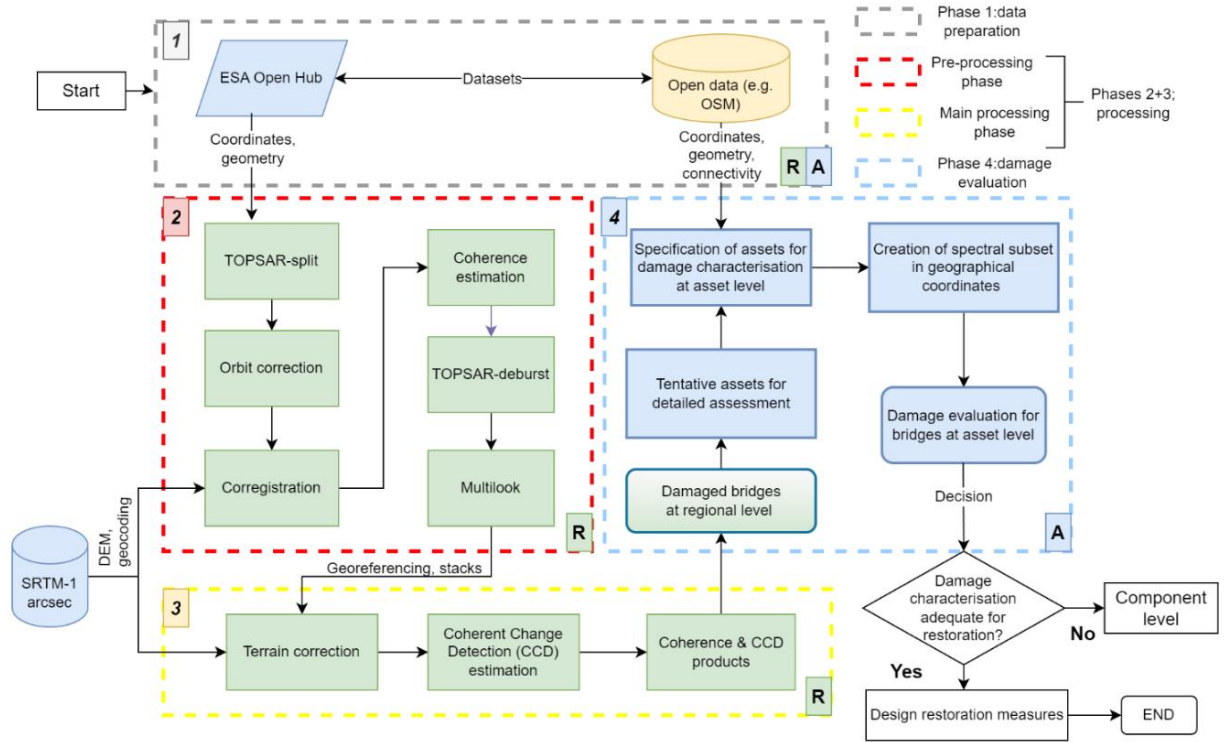 1
Start
ESA Open Hub
Datasets
Open data (e.g.
OSM)
Coordinates,
geometry
Coordinates,
geometry,
connectivity
R
A
Phase 1:data
preparation
Pre-processing
phase
Main processing
phase
Phases 2+3;
processing
Phase 4:damage
evaluation
2
TOPSAR-split
Orbit correction
Corregistration
Coherence
estimation
TOPSAR-deburst
Multilook
R
DEM,
geocoding
SRTM-1
arcsec
Georeferencing, stacks
3
Terrain correction
Coherent Change
Detection (CCD)
estimation
Coherence & CCD
products
R
4
Specification of assets for
damage characterisation
at asset level
Creation of spectral subset
in geographical
coordinates
Tentative assets for
detailed assessment
Damaged bridges
at regional level
Damage evaluation for
bridges at asset level
Decision
A
Damage
characterisation
adequate for
restoration?
No
Component
level
Yes
Design restoration measures
END